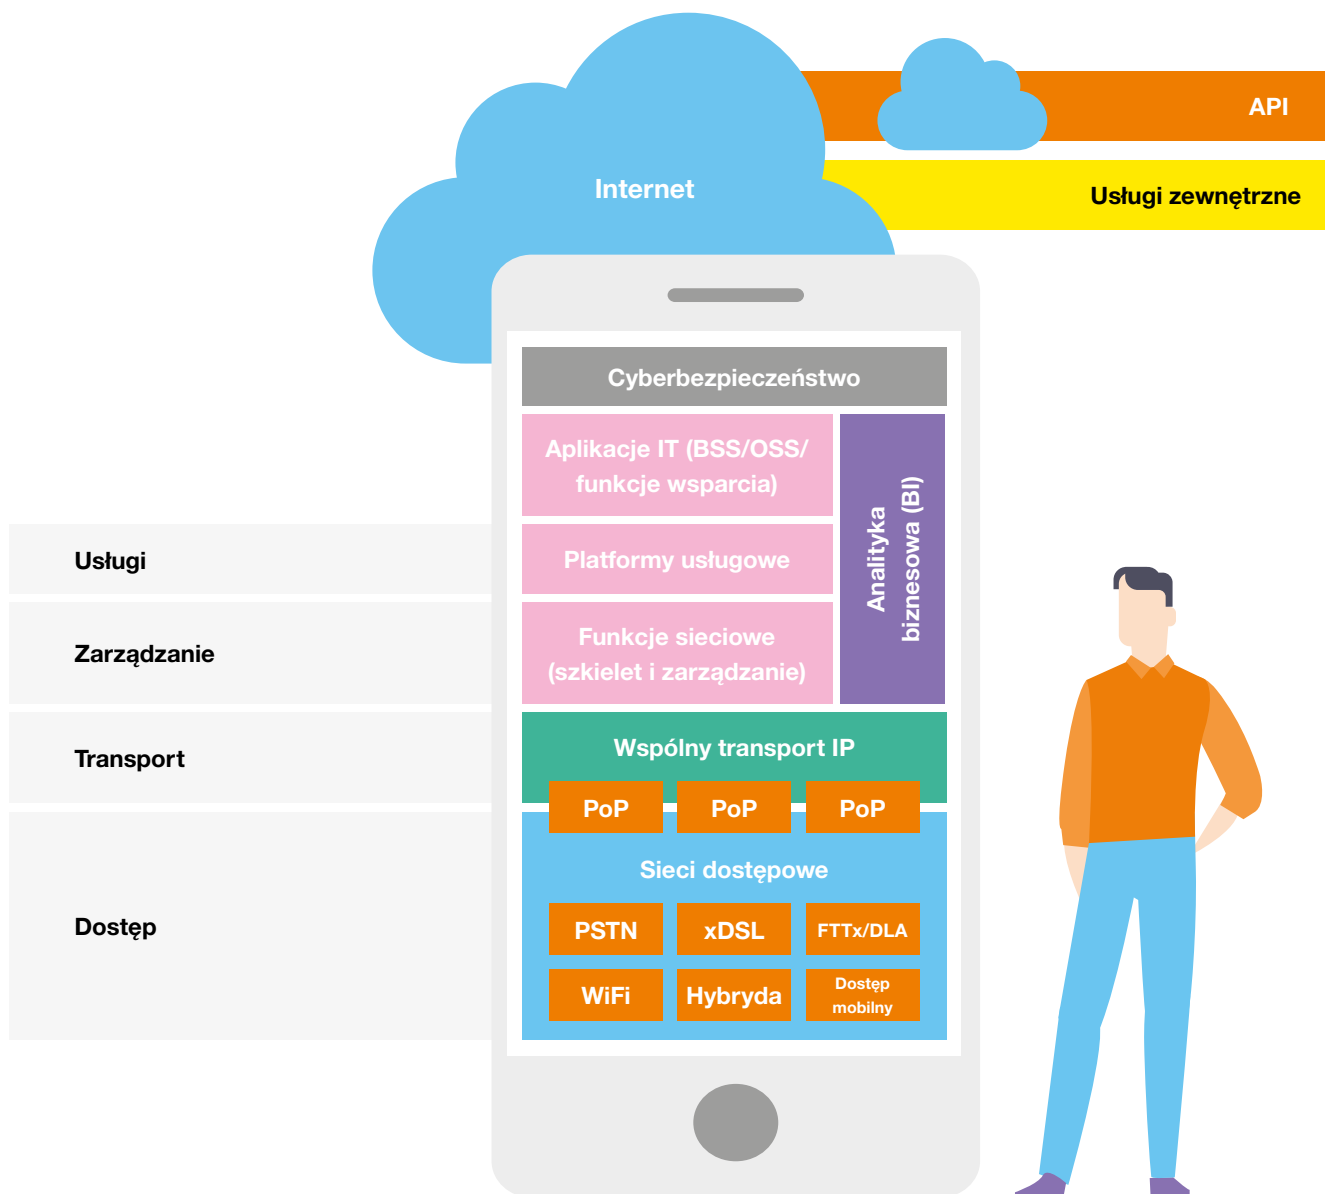 API
Internet
Usługi zewnętrzne
Cyberbezpieczeństwo
Aplikacje IT (BSS/OSS/
funkcje wsparcia)
Analityka
biznesowa (BI)
Usługi
Platformy usługowe
Zarządzanie
Funkcje sieciowe
(szkielet i zarządzanie)
Transport
Wspólny transport IP
PoP
PoP
PoP
Dostęp
Sieci dostępowe
PSTN
xDSL
FTTx/DLA
WiFi
Hybryda
Dostęp
mobilny